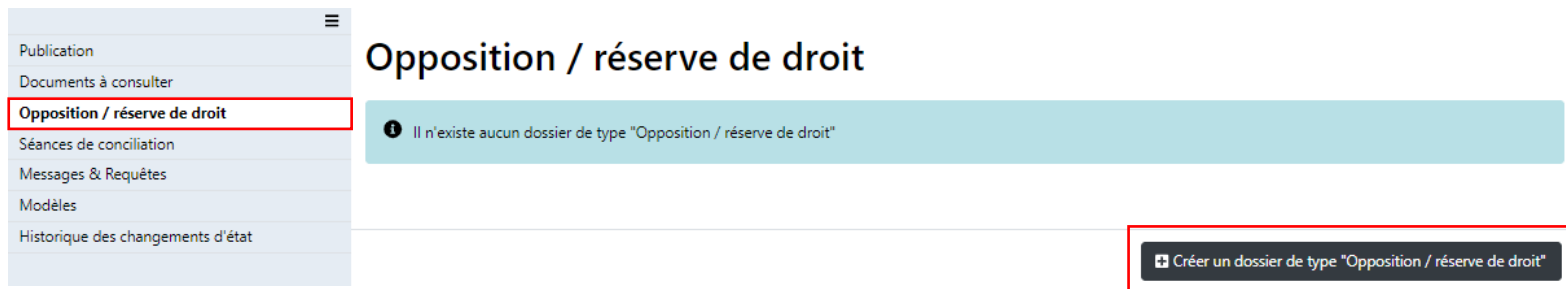 Publication
Documents à consulter
Opposition / réserve de droit
Séances de conciliation
Messages & Requêtes
Modèles
Historique des changements d'état
Opposition / réserve de droit
Il n'existe aucun dossier de type "Opposition / réserve de droit"
Créer un dossier de type "Opposition / réserve de droit"